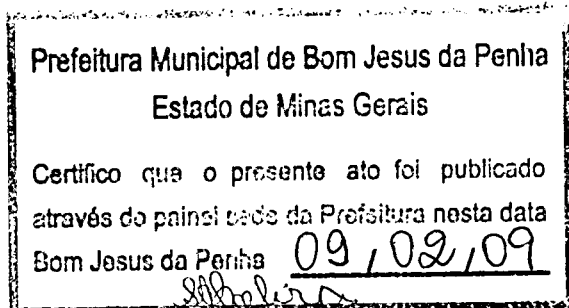 Prefeitura Municipal de Bom Jesus da Penha
Estado de Minas Gerais
Certifico que o presente ato foi publicado
através do painel sede da Prefeitura nesta data
Bom Jesus da Penha 09/02/09